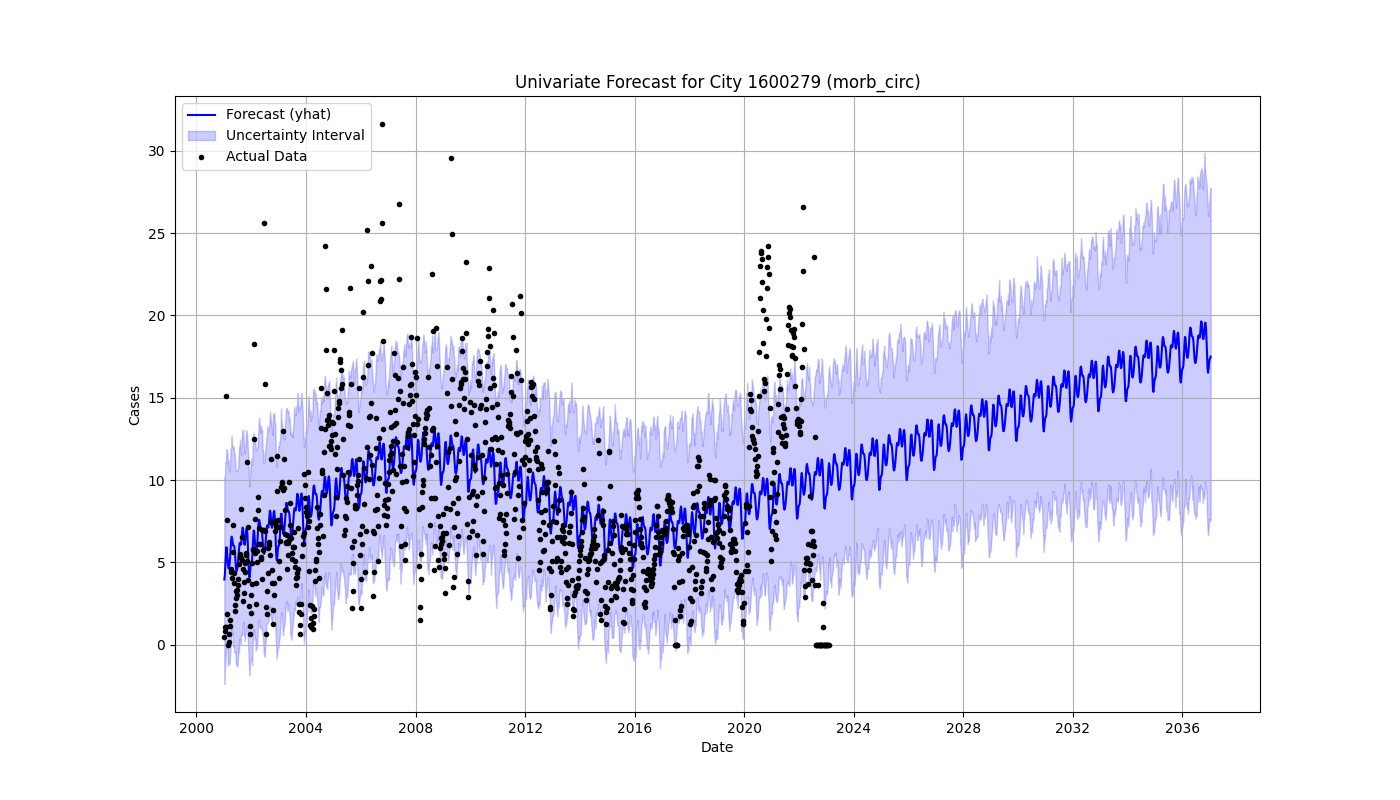 Univariate Forecast for City 1600279 (morb_circ)
Forecast (yhat)
Uncertainty Interval
Actual Data
30
25
20
15
10
5
0
Cases
2000 2004 2008 2012 2016 2020 2024 2028 2032 2036
Date